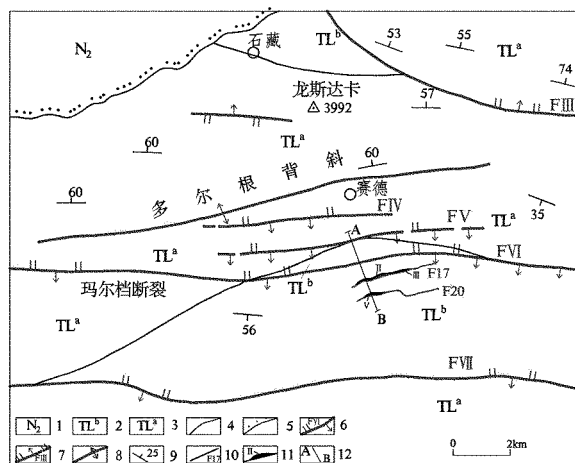 N₂
石藏
TLᵇ
53
55
TLᵃ
龙斯达卡
3992
57
74
FIII
TLᵃ
60
60
60
多尔根背斜
赛德
FIV
FV
TLᵃ
35
A
TLᵃ
FVI
玛尔档断裂
TLᵇ
II
III
F17
F20
V
B
TLᵇ
TLᵃ
56
FVII
TLᵃ
N₂ 1 TLᵇ 2 TLᵃ 3 4 5 FVI 6
FIII 7 8 25 9 F17 10 II 11 A B 12
0 2km